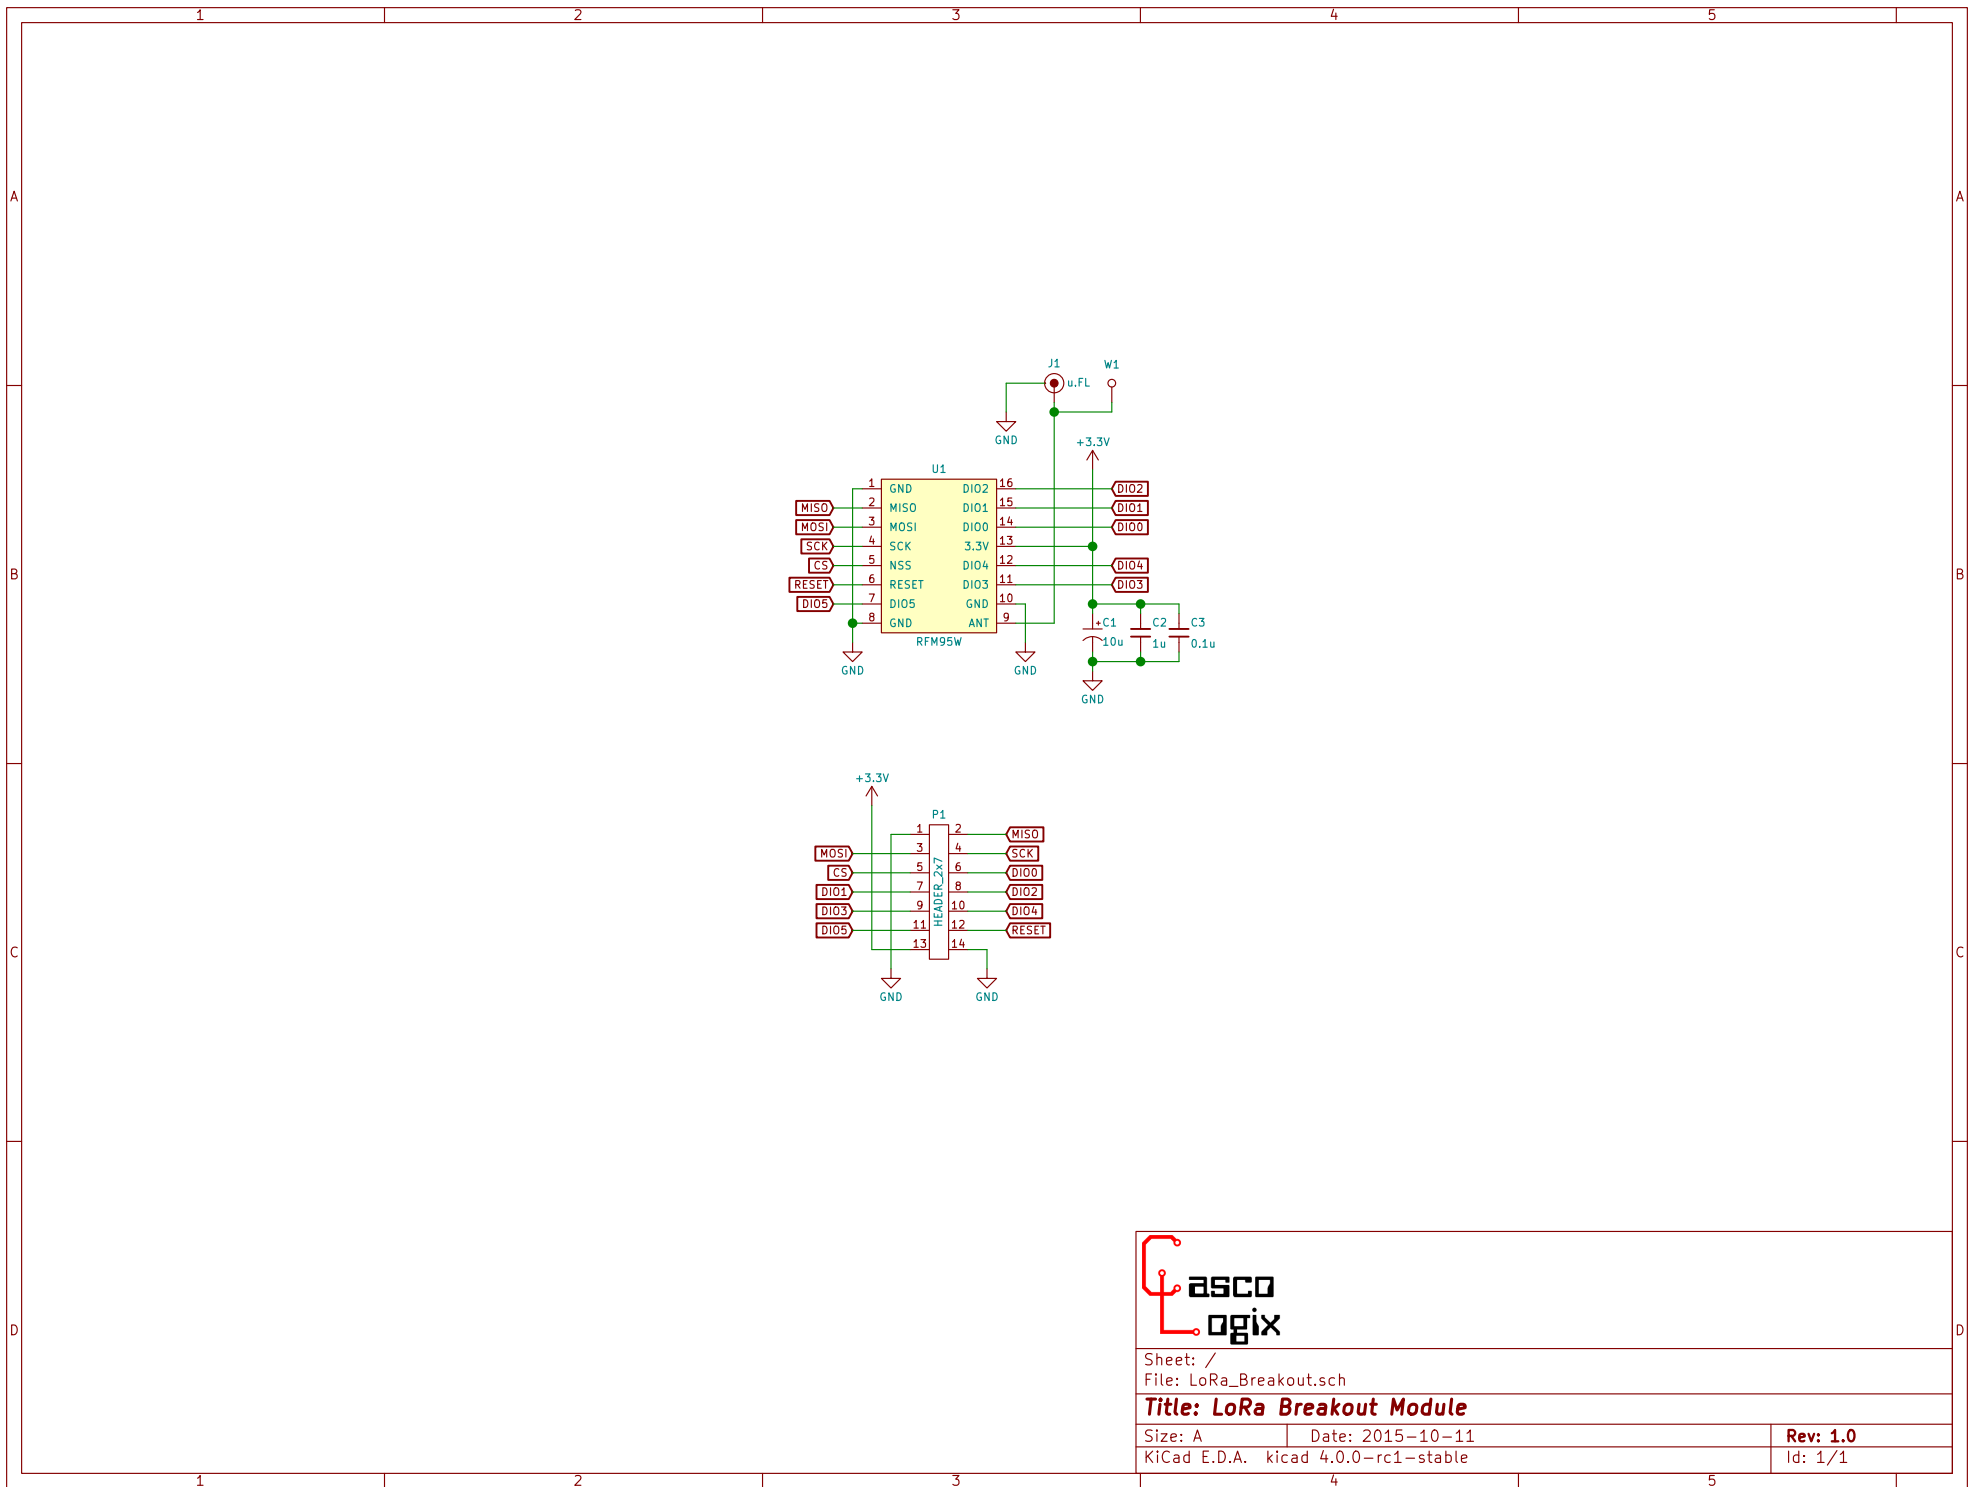 1 2 3 4 5
A A
J1 W1
u.FL
GND
+3.3V
U1
1 GND DIO2 16 DIO2
MISO 2 MISO DIO1 15 DIO1
MOSI 3 MOSI DIO0 14 DIO0
SCK 4 SCK 3.3V 13
CS 5 NSS DIO4 12 DIO4
RESET 6 RESET DIO3 11 DIO3
DIO5 7 DIO5 GND 10
8 GND ANT 9
B B
+ C1 C2 C3
10u 1u 0.1u
RFM95W
GND GND
GND
+3.3V
P1
HEADER_2x7
1 2 MISO
MOSI 3 4 SCK
CS 5 6 DIO0
DIO1 7 8 DIO2
DIO3 9 10 DIO4
DIO5 11 12 RESET
13 14
C C
GND GND
asco
ogix
D D
Sheet: /
File: LoRa_Breakout.sch
Title: LoRa Breakout Module
Size: A Date: 2015-10-11 Rev: 1.0
KiCad E.D.A. kicad 4.0.0-rc1-stable Id: 1/1
1 2 3 4 5